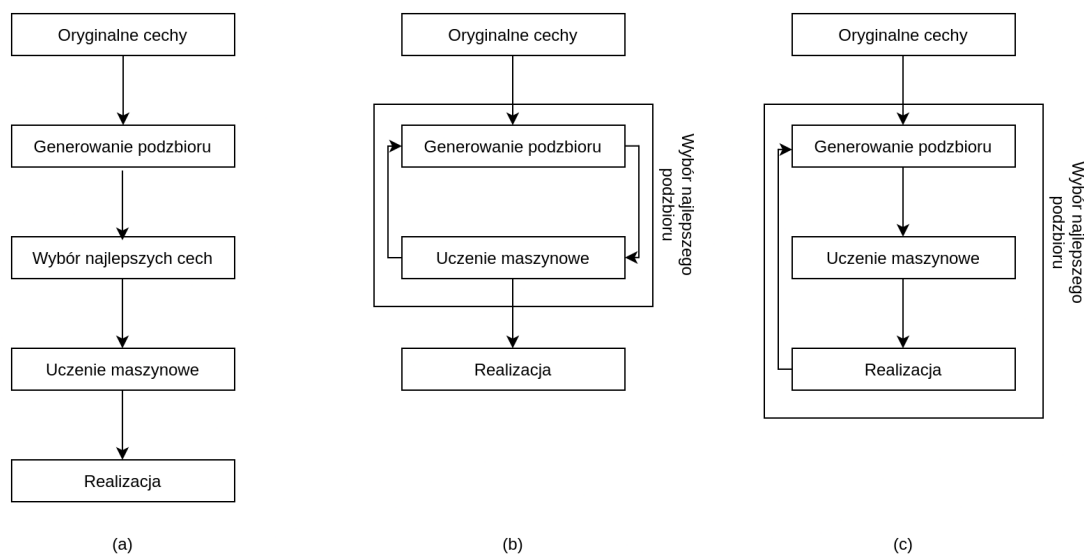 Oryginalne cechy
Generowanie podzbioru
Wybór najlepszych cech
Uczenie maszynowe
Realizacja
(a)
Oryginalne cechy
Generowanie podzbioru
Uczenie maszynowe
Wybór najlepszego
podzbioru
Realizacja
(b)
Oryginalne cechy
Generowanie podzbioru
Uczenie maszynowe
Realizacja
Wybór najlepszego
podzbioru
(c)